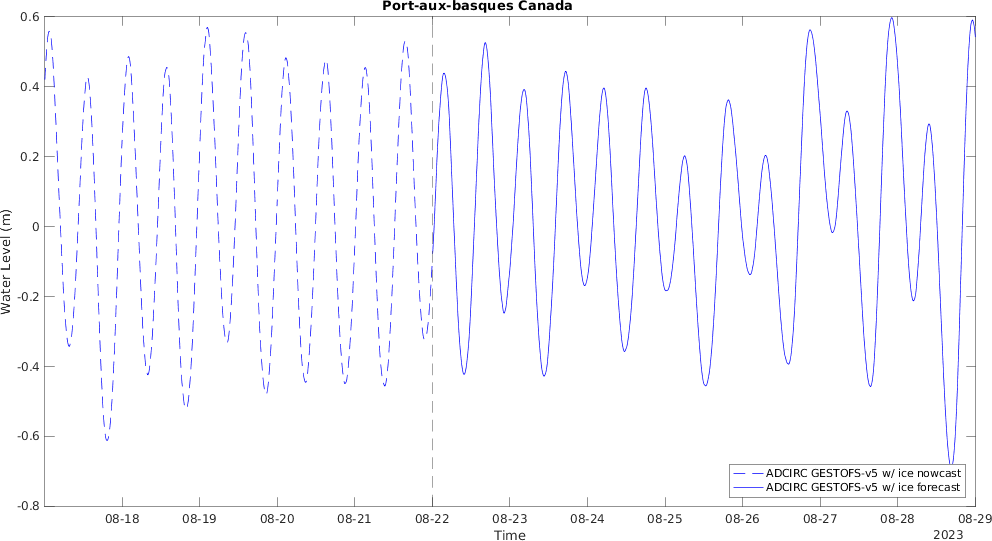 Port-aux-basques Canada
Water Level (m)
0.6
0.4
0.2
0
-0.2
-0.4
-0.6
-0.8
ADCIRC GESTOFS-v5 w/ ice nowcast
ADCIRC GESTOFS-v5 w/ ice forecast
08-18 08-19 08-20 08-21 08-22 08-23 08-24 08-25 08-26 08-27 08-28 08-29
Time
2023